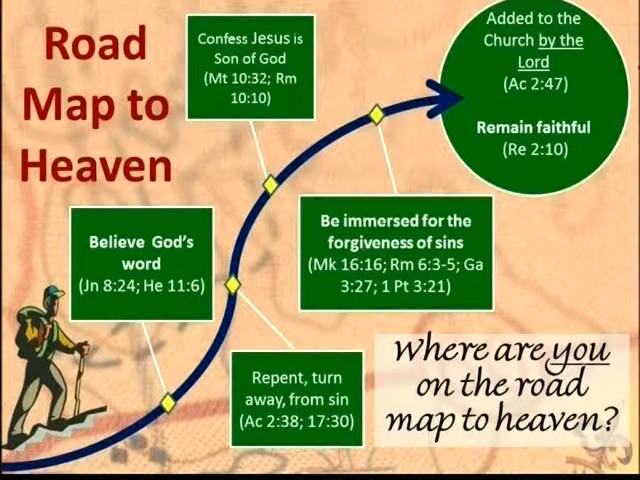 Road
Map to
Heaven
Confess Jesus is
Son of God
(Mt 10:32; Rm
10:10)
Added to the
Church by the
Lord
(Ac 2:47)
Remain faithful
(Re 2:10)
Believe God's
word
(Jn 8:24; He 11:6)
Be immersed for the
forgiveness of sins
(Mk 16:16; Rm 6:3-5; Ga
3:27; 1 Pt 3:21)
Repent, turn
away, from sin
(Ac 2:38; 17:30)
Where are you
on the road
map to heaven?